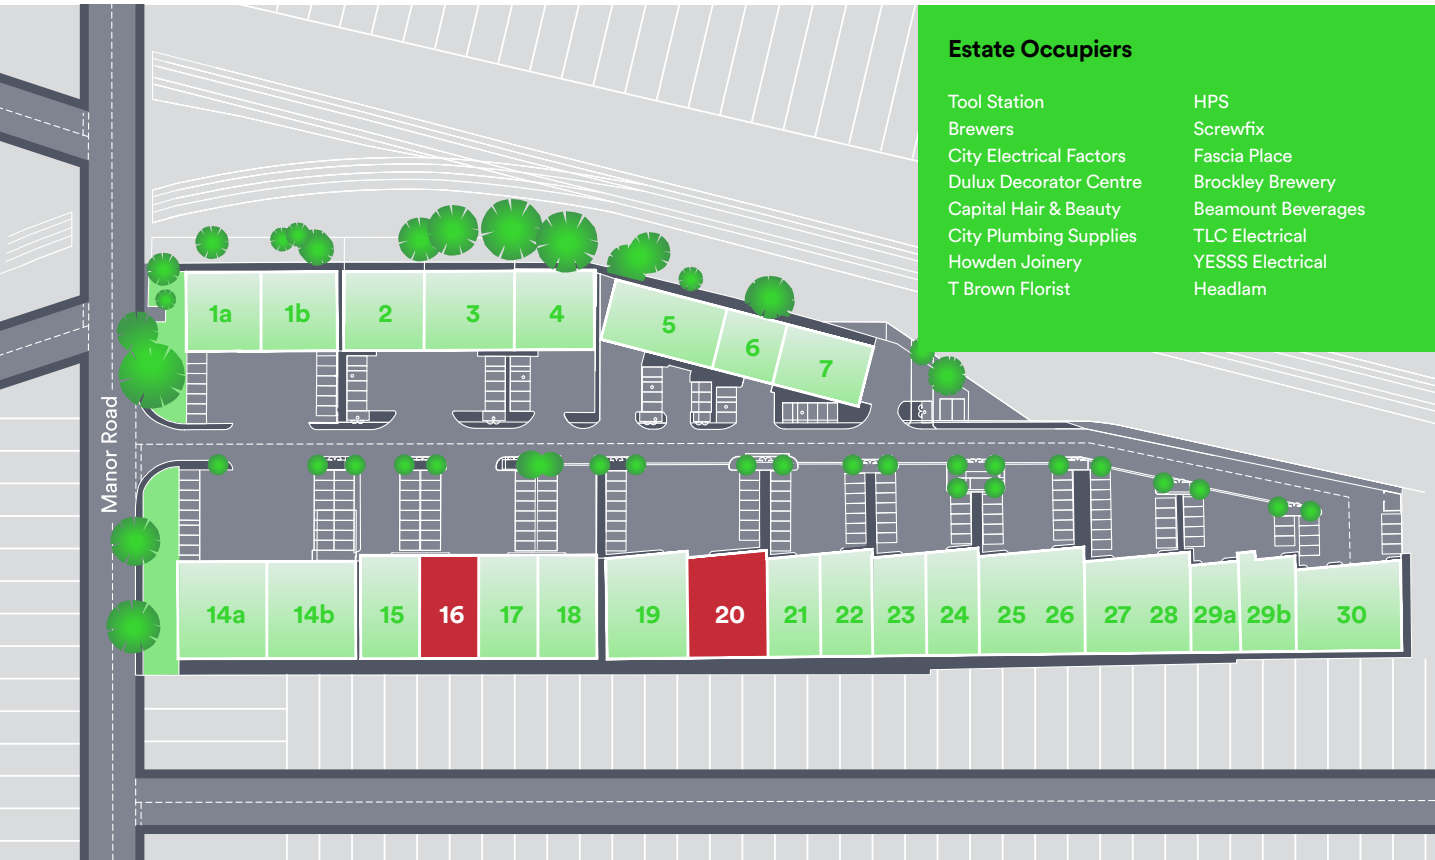 Estate Occupiers
Tool Station
Brewers
City Electrical Factors
Dulux Decorator Centre
Capital Hair & Beauty
City Plumbing Supplies
Howden Joinery
T Brown Florist
HPS
Screwfix
Fascia Place
Brockley Brewery
Beamount Beverages
TLC Electrical
YESSS Electrical
Headlam
1a 1b 2 3 4 5 6 7
Manor Road
14a 14b 15 16 17 18 19 20 21 22 23 24 25 26 27 28 29a 29b 30